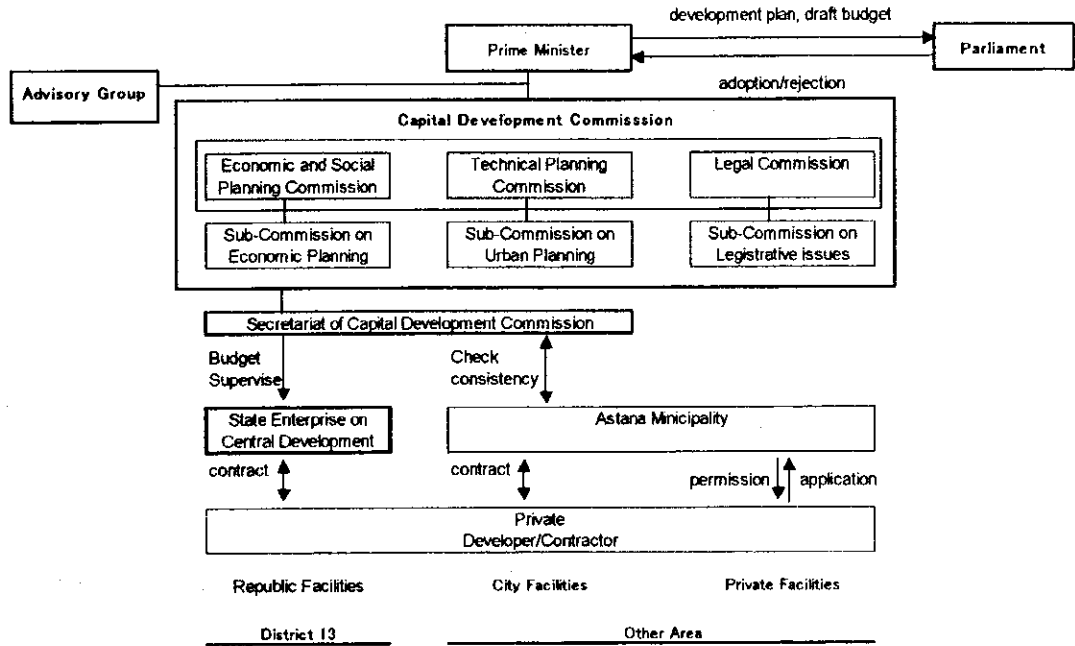 development plan, draft budget
Prime Minister
Parliament
adoption/rejection
Advisory Group
Capital Development Commisssion
Economic and Social
Planning Commission
Technical Planning
Commission
Legal Commission
Sub-Commission on
Economic Planning
Sub-Commission on
Urban Planning
Sub-Commission on
Legistrative issues
Secretariat of Capital Development Commission
Budget
Supervise
Check
consistency
State Enterprise on
Central Development
Astana Minicipality
contract
contract
permission
application
Private
Developer/Contractor
Republic Facilities
City Facilities
Private Facilities
District 13
Other Area